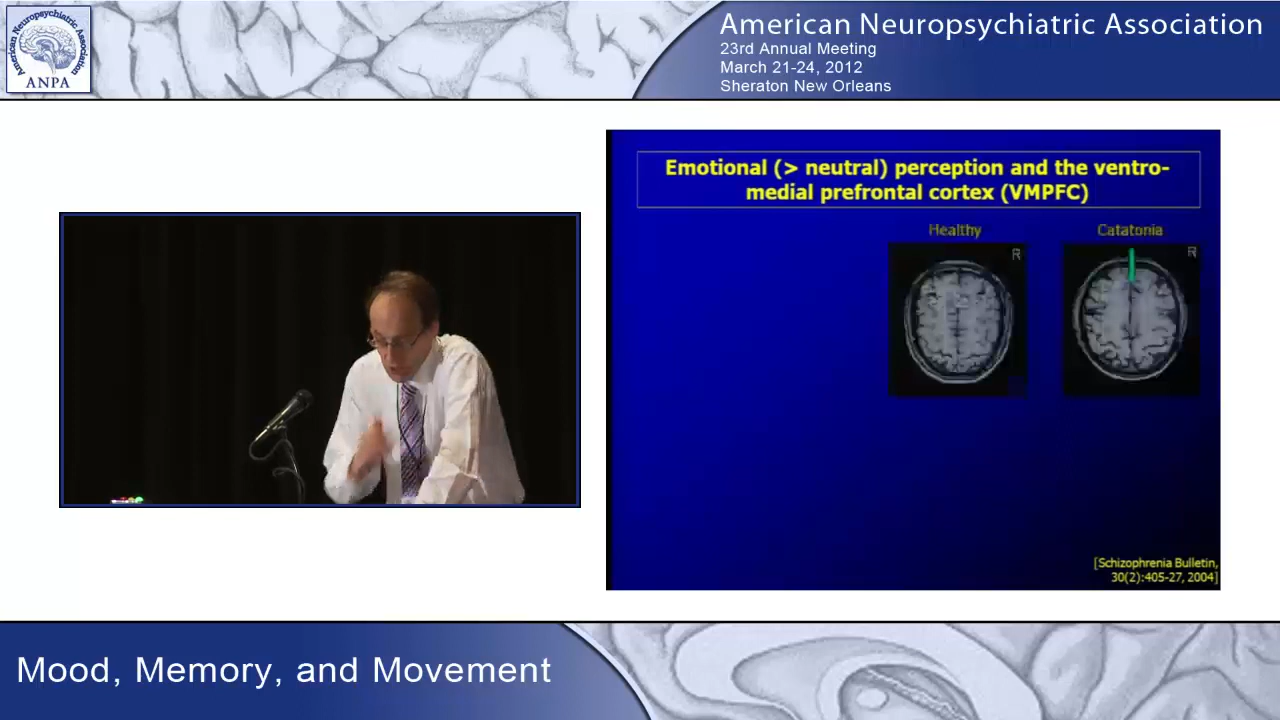 American Neuropsychiatric Association
ANPA
American Neuropsychiatric Association
23rd Annual Meeting
March 21-24, 2012
Sheraton New Orleans
Emotional (> neutral) perception and the ventro-
medial prefrontal cortex (VMPFC)
Healthy
Catatonia
R
R
[Schizophrenia Bulletin,
30(2):405-27, 2004]
Mood, Memory, and Movement